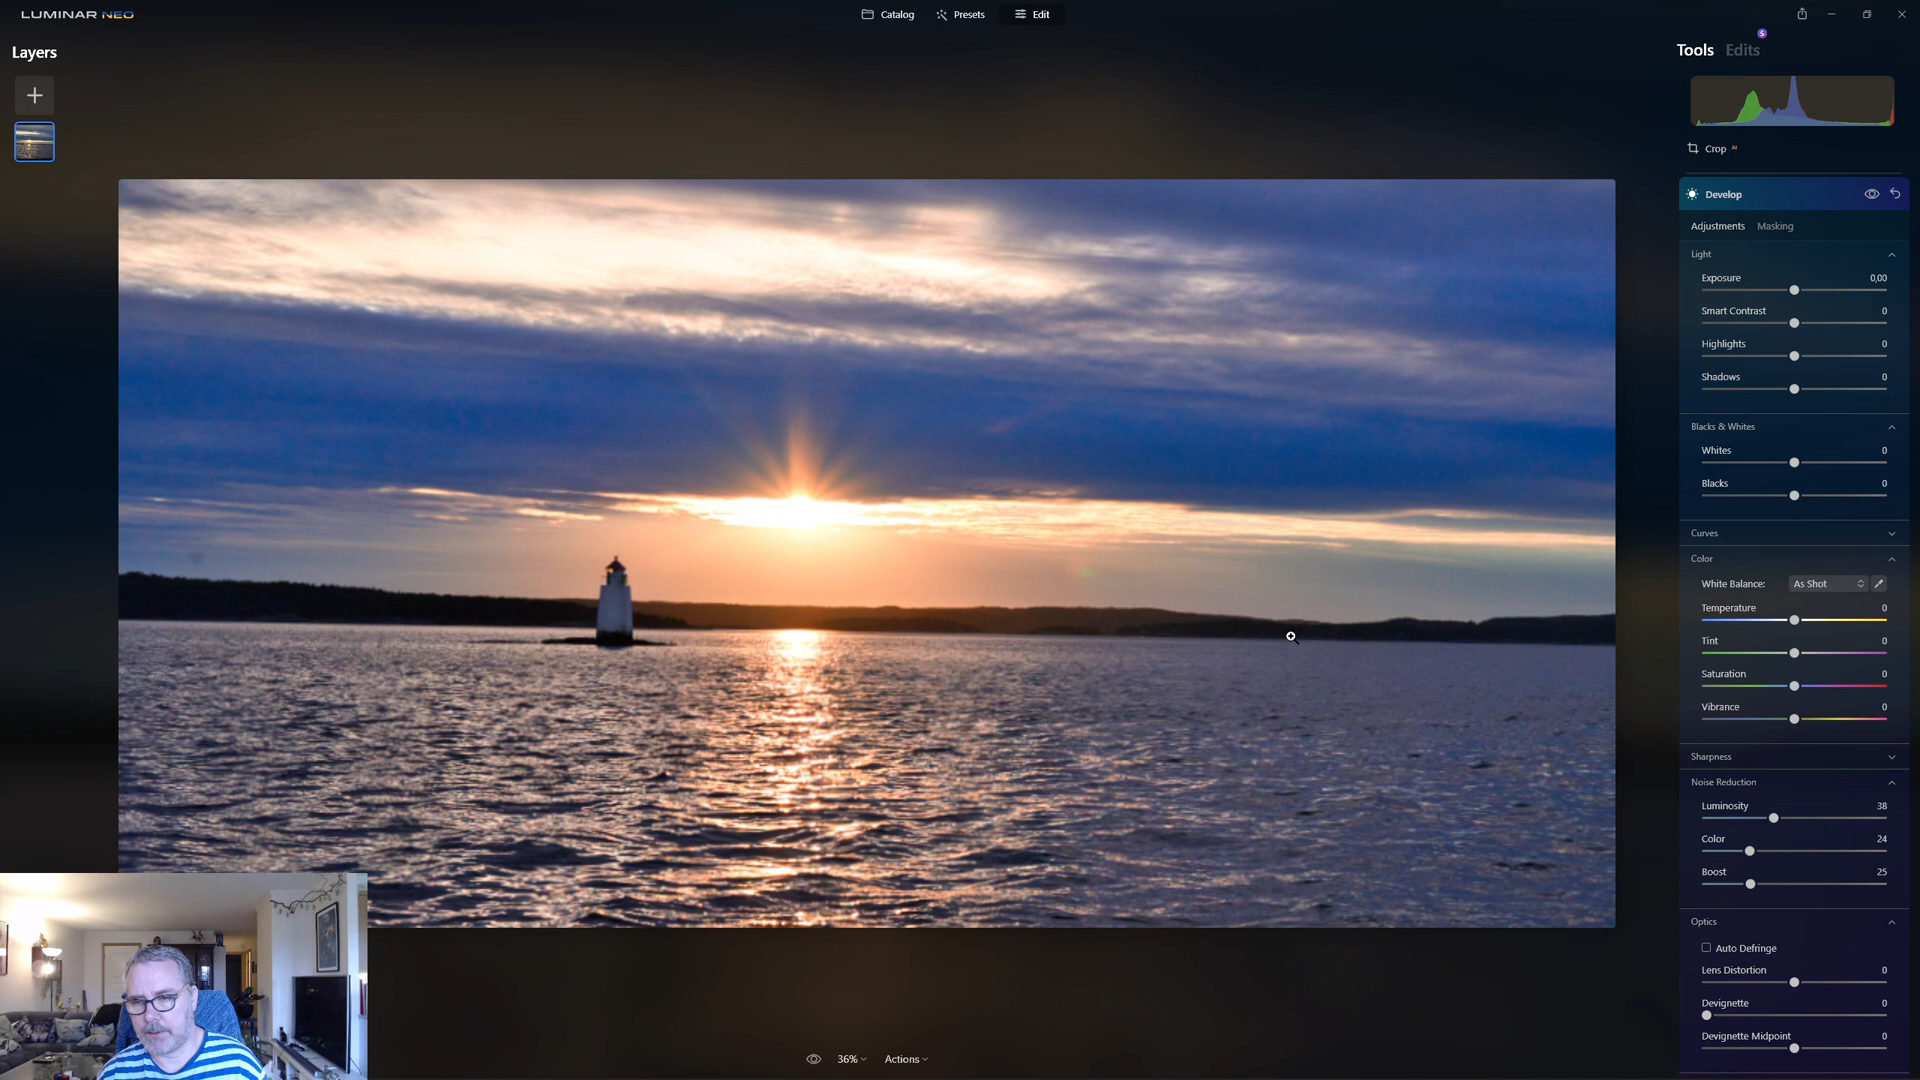 LUMINAR NEO
Catalog
Presets
Edit
Layers
5
Tools
Edits
Crop AI
Develop
Adjustments
Masking
Light
Exposure 0,00
Smart Contrast 0
Highlights 0
Shadows 0
Blacks & Whites
Whites 0
Blacks 0
Curves
Color
White Balance: As Shot
Temperature 0
Tint 0
Saturation 0
Vibrance 0
Sharpness
Noise Reduction
Luminosity 38
Color 24
Boost 25
Optics
Auto Defringe
Lens Distortion 0
Devignette 0
Devignette Midpoint 0
36%
Actions